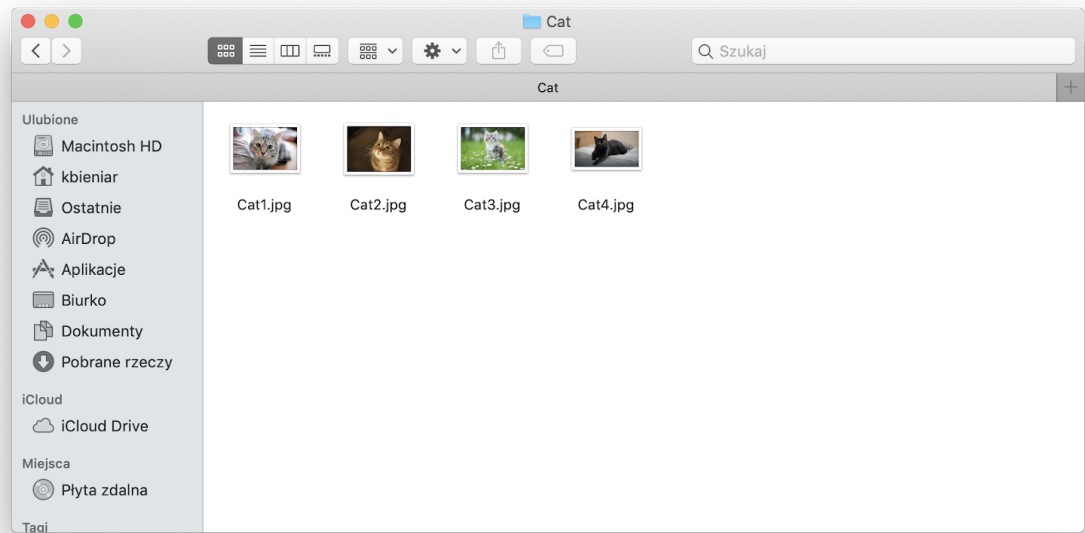 Cat
Szukaj
Cat
Ulubione
Macintosh HD
kbieniar
Ostatnie
AirDrop
Aplikacje
Biurko
Dokumenty
Pobrane rzeczy
iCloud
iCloud Drive
Miejsca
Płyta zdalna
Tagi
Cat1.jpg Cat2.jpg Cat3.jpg Cat4.jpg